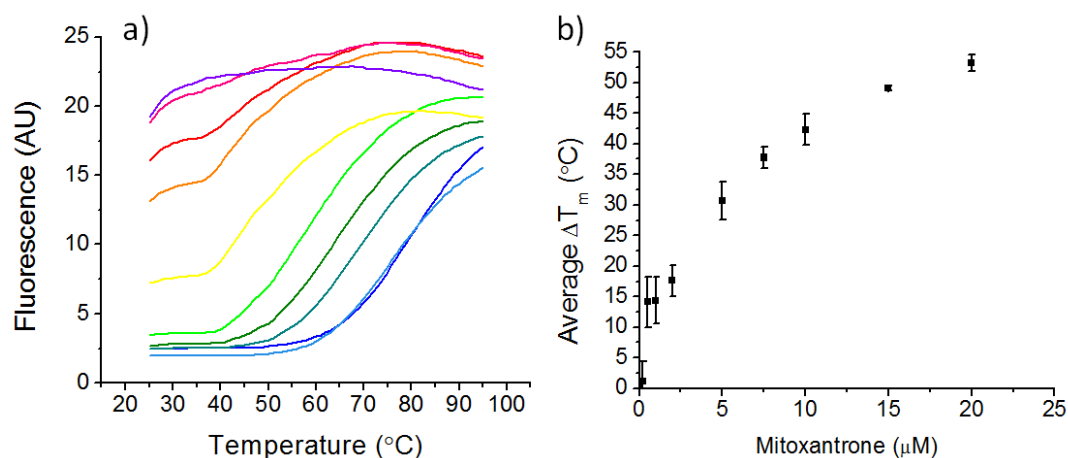 a)
25
20
15
10
5
0
20 30 40 50 60 70 80 90 100
Fluorescence (AU)
Temperature (°C)
b)
55
50
45
40
35
30
25
20
15
10
5
0
0 5 10 15 20 25
Average ΔTm (°C)
Mitoxantrone (µM)